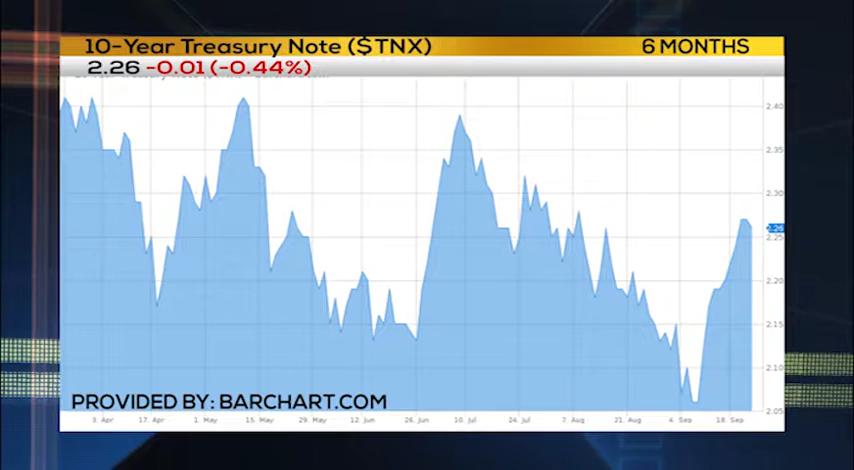 10-Year Treasury Note ($TNX)
6 MONTHS
2.26 -0.01 (-0.44%)
2.40
2.35
2.30
2.26
2.25
2.20
2.15
2.10
2.05
PROVIDED BY: BARCHART.COM
3. Apr 17. Apr 1. May 15. May 29. May 12. Jun 26. Jun 10. Jul 24. Jul 7. Aug 21. Aug 4. Sep 18. Sep